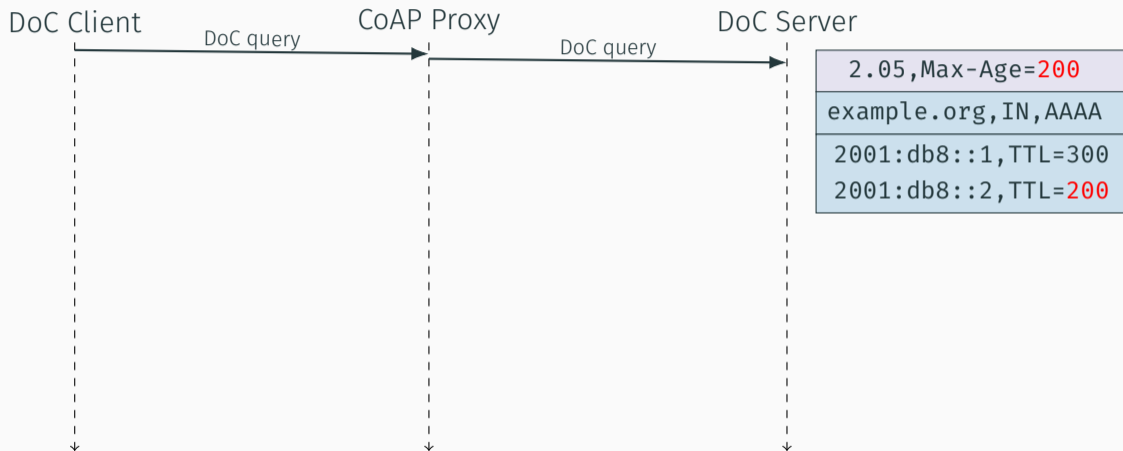 DoC Client
CoAP Proxy
DoC Server
DoC query
DoC query
2.05,Max-Age=200
example.org,IN,AAAA
2001:db8::1,TTL=300
2001:db8::2,TTL=200